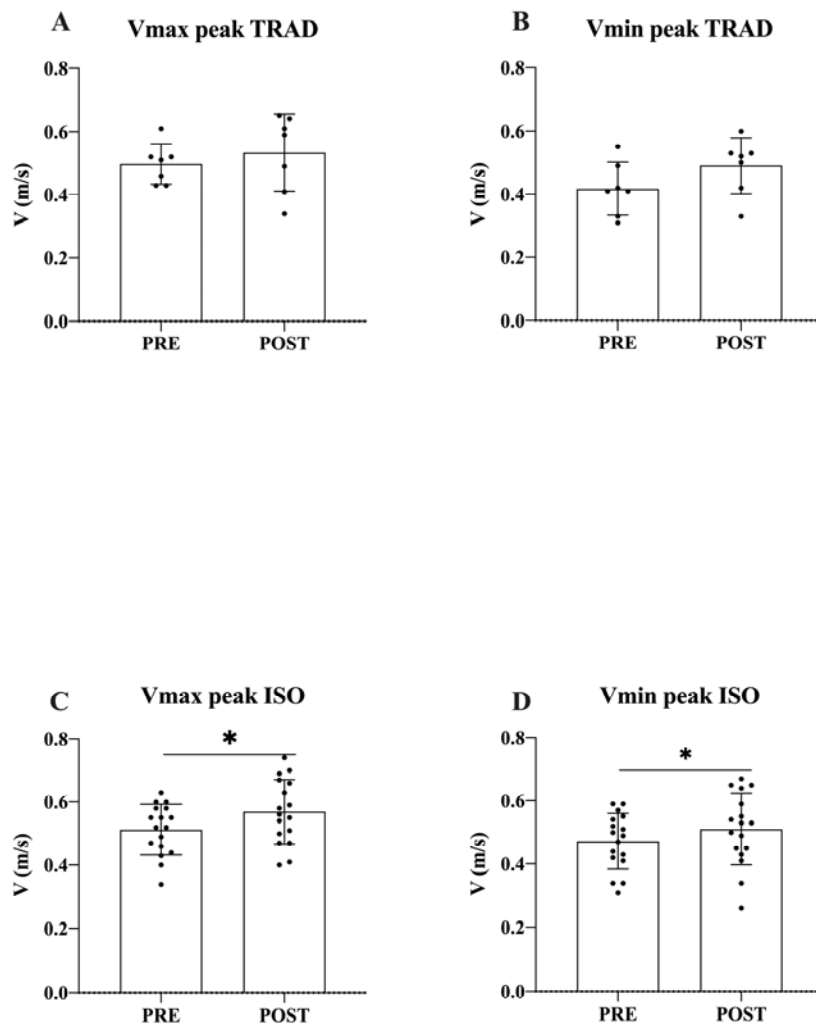 A
Vmax peak TRAD
V (m/s)
0.8
0.6
0.4
0.2
0.0
PRE
POST
B
Vmin peak TRAD
V (m/s)
0.8
0.6
0.4
0.2
0.0
PRE
POST
C
Vmax peak ISO
*
V (m/s)
0.8
0.6
0.4
0.2
0.0
PRE
POST
D
Vmin peak ISO
*
V (m/s)
0.8
0.6
0.4
0.2
0.0
PRE
POST